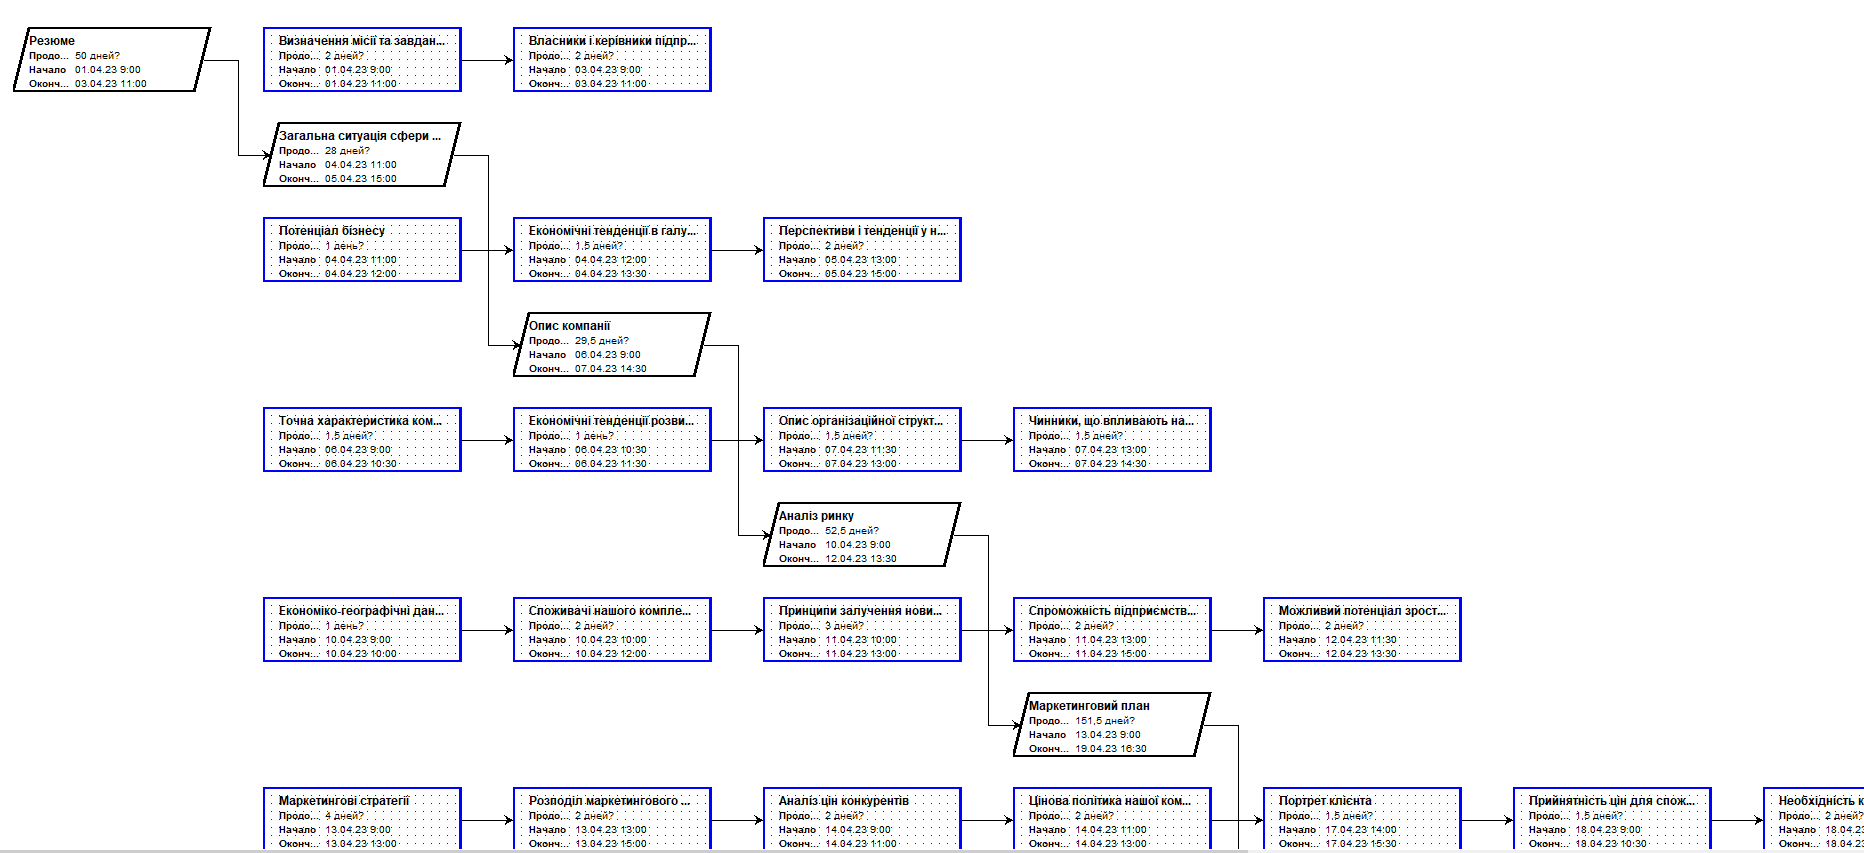 Резюме
Продо... 50 дней?
Начало 01.04.23 9:00
Оконч... 03.04.23 11:00
Визначення місії та завдан...
Продо... 2 дней?
Начало 01.04.23 9:00
Оконч... 01.04.23 11:00
Власники і керівники підпр...
Продо... 2 дней?
Начало 03.04.23 9:00
Оконч... 03.04.23 11:00
Загальна ситуація сфери ...
Продо... 28 дней?
Начало 04.04.23 11:00
Оконч... 05.04.23 15:00
Потенціал бізнесу
Продо... 1 день?
Начало 04.04.23 11:00
Оконч... 04.04.23 12:00
Економічні тенденції в галу...
Продо... 1,5 дней?
Начало 04.04.23 12:00
Оконч... 04.04.23 13:30
Перспективи і тенденції у н...
Продо... 2 дней?
Начало 05.04.23 13:00
Оконч... 05.04.23 15:00
Опис компанії
Продо... 29,5 дней?
Начало 06.04.23 9:00
Оконч... 07.04.23 14:30
Точна характеристика ком...
Продо... 1,5 дней?
Начало 06.04.23 9:00
Оконч... 06.04.23 10:30
Економічні тенденції розви...
Продо... 1 день?
Начало 06.04.23 10:30
Оконч... 06.04.23 11:30
Опис організаційної структ...
Продо... 1,5 дней?
Начало 07.04.23 11:30
Оконч... 07.04.23 13:00
Чинники, що впливають на...
Продо... 1,5 дней?
Начало 07.04.23 13:00
Оконч... 07.04.23 14:30
Аналіз ринку
Продо... 52,5 дней?
Начало 10.04.23 9:00
Оконч... 12.04.23 13:30
Економіко-географічні дан...
Продо... 1 день?
Начало 10.04.23 9:00
Оконч... 10.04.23 10:00
Споживачі нашого компле...
Продо... 2 дней?
Начало 10.04.23 10:00
Оконч... 10.04.23 12:00
Принципи залучення нови...
Продо... 3 дней?
Начало 11.04.23 10:00
Оконч... 11.04.23 13:00
Спроможність підприємств...
Продо... 2 дней?
Начало 11.04.23 13:00
Оконч... 11.04.23 15:00
Можливий потенціал зрост...
Продо... 2 дней?
Начало 12.04.23 11:30
Оконч... 12.04.23 13:30
Маркетинговий план
Продо... 151,5 дней?
Начало 13.04.23 9:00
Оконч... 19.04.23 16:30
Маркетингові стратегії
Продо... 4 дней?
Начало 13.04.23 9:00
Оконч... 13.04.23 13:00
Розподіл маркетингового ...
Продо... 2 дней?
Начало 13.04.23 13:00
Оконч... 13.04.23 15:00
Аналіз цін конкурентів
Продо... 2 дней?
Начало 14.04.23 9:00
Оконч... 14.04.23 11:00
Цінова політика нашої ком...
Продо... 2 дней?
Начало 14.04.23 11:00
Оконч... 14.04.23 13:00
Портрет клієнта
Продо... 1,5 дней?
Начало 17.04.23 14:00
Оконч... 17.04.23 15:30
Прийнятність цін для спож...
Продо... 1,5 дней?
Начало 18.04.23 9:00
Оконч... 18.04.23 10:30
Необхідність к
Продо... 2 дней?
Начало 18.04.23
Оконч... 18.04.23